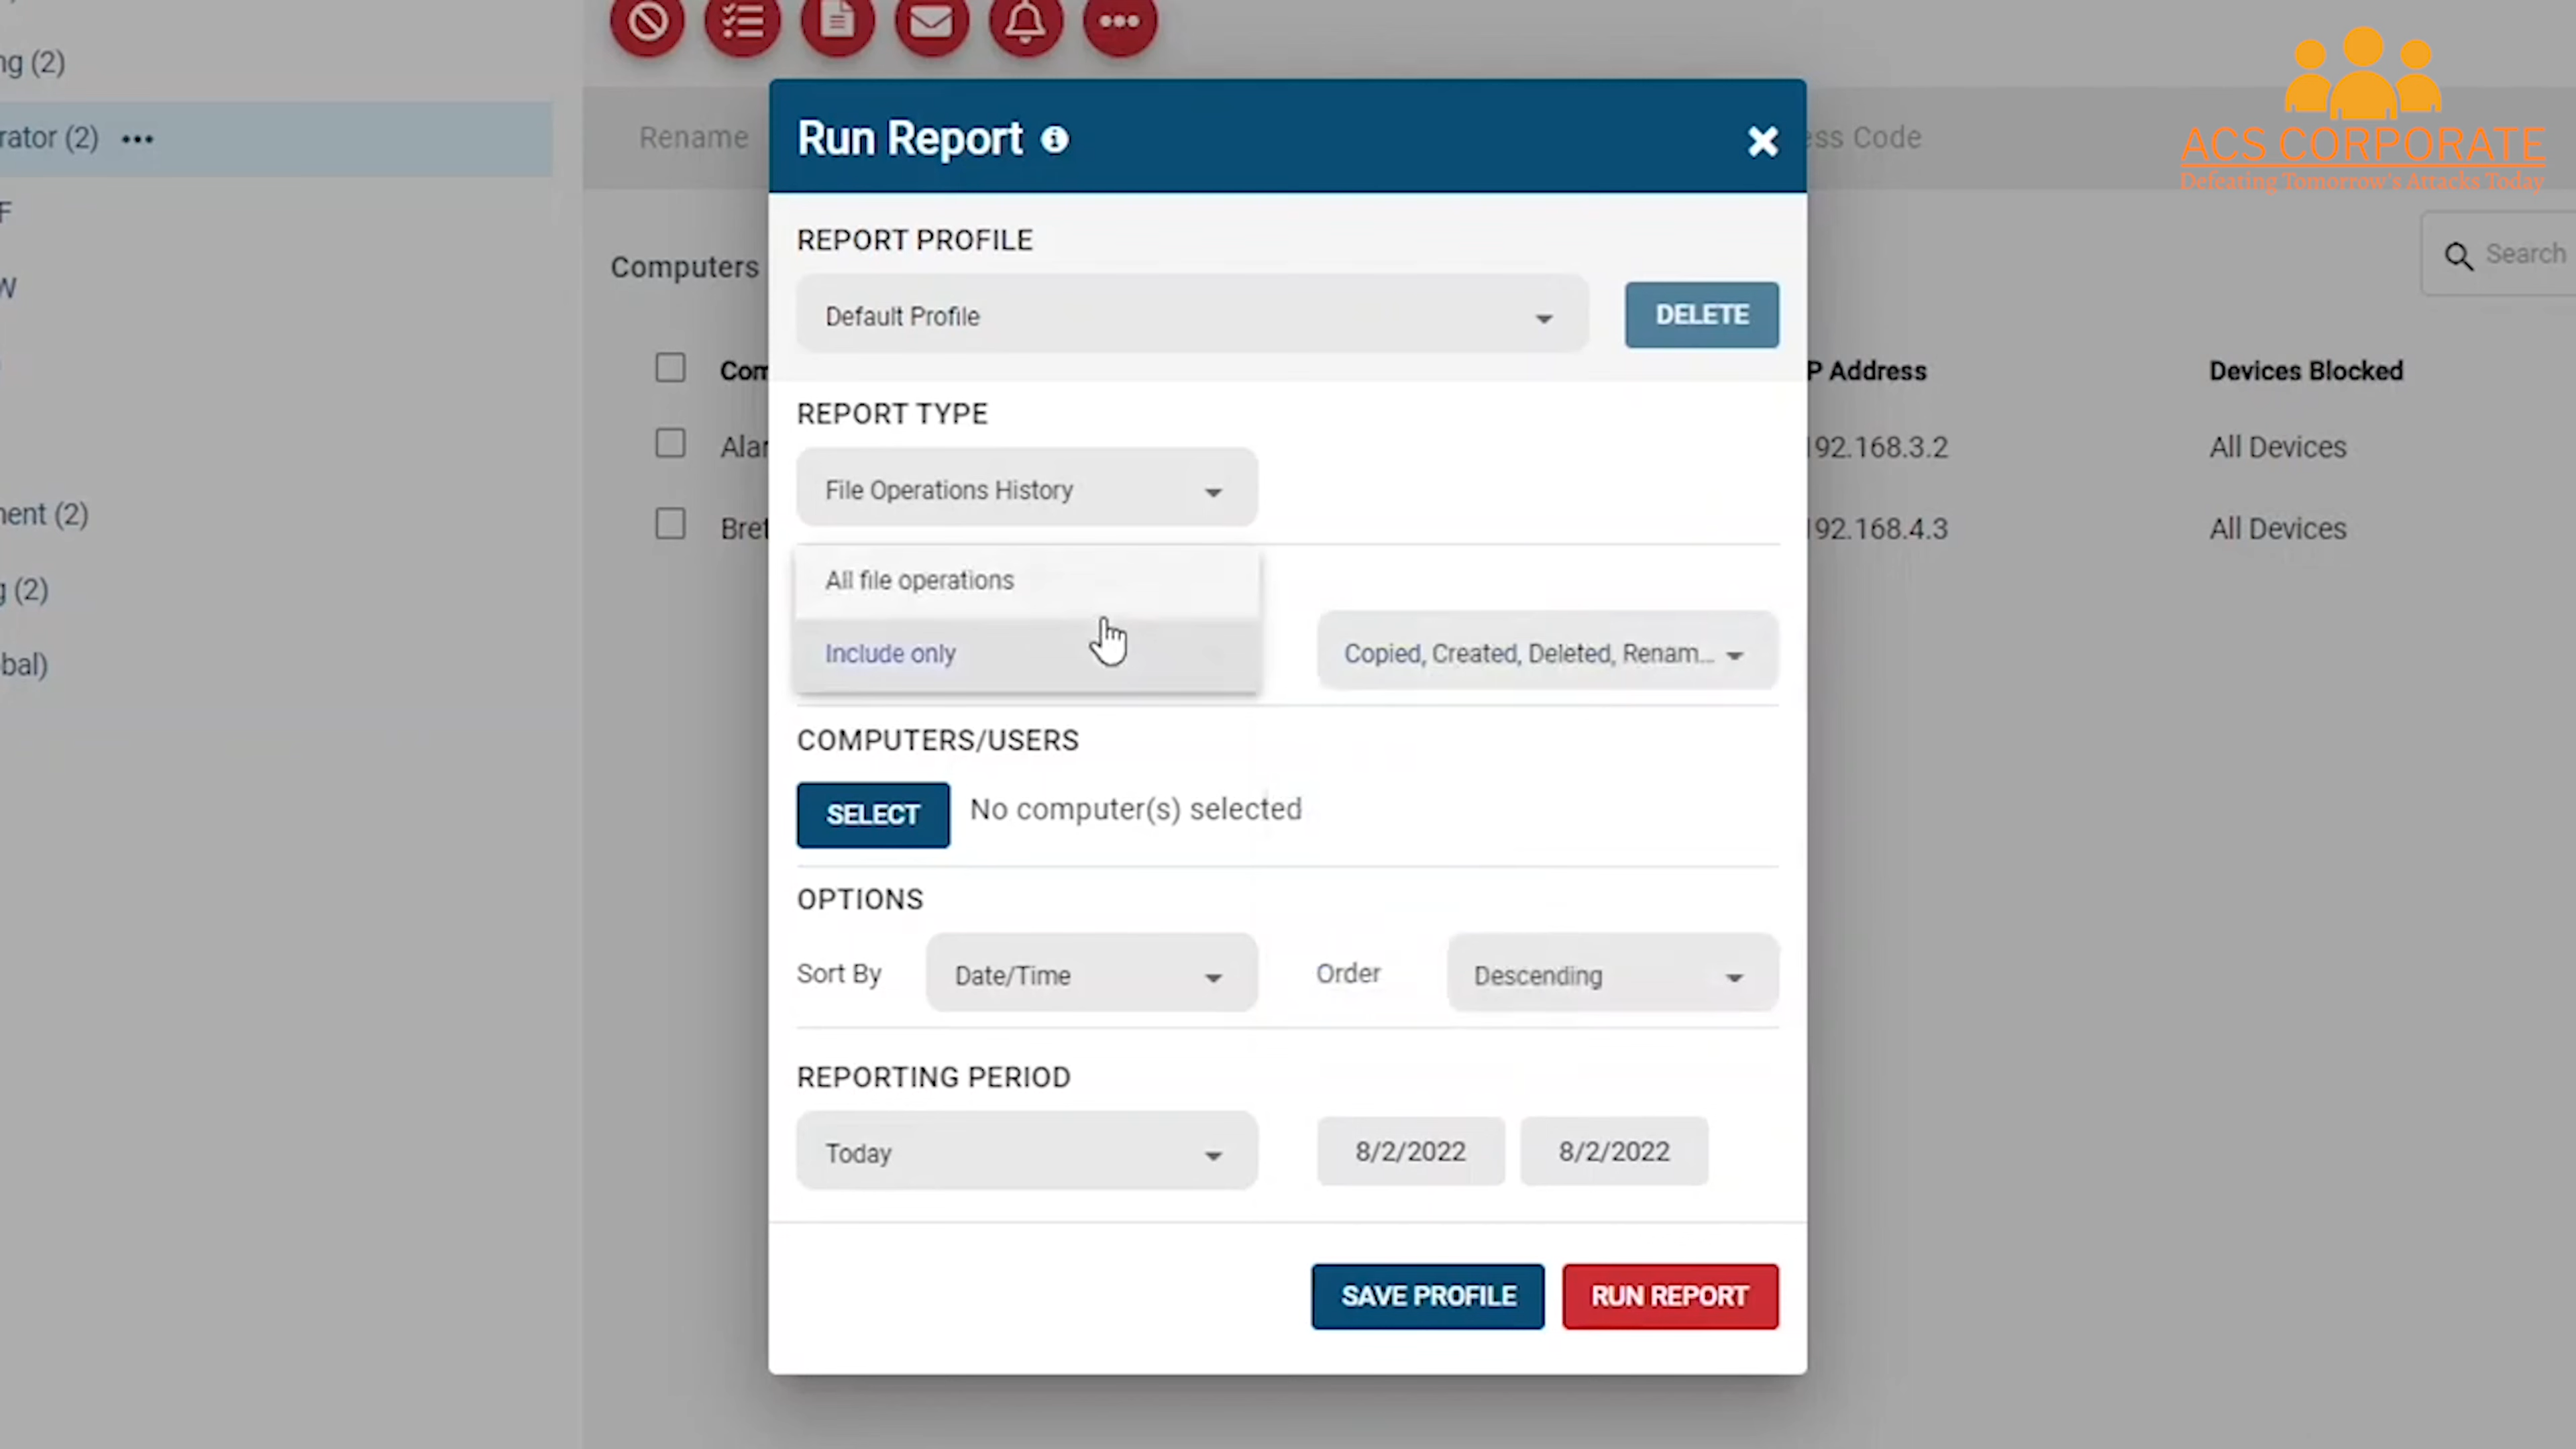 ng (2)
rator (2) •••
F
W
ent (2)
g (2)
bal)
Rename
ess Code
ACS CORPORATE
Defeating Tomorrow's Attacks Today
Computers
Search
Com
P Address
Devices Blocked
Alan
192.168.3.2
All Devices
Bret
192.168.4.3
All Devices
Run Report
REPORT PROFILE
Default Profile
DELETE
REPORT TYPE
File Operations History
All file operations
Include only
Copied, Created, Deleted, Renam...
COMPUTERS/USERS
SELECT
No computer(s) selected
OPTIONS
Sort By
Date/Time
Order
Descending
REPORTING PERIOD
Today
8/2/2022
8/2/2022
SAVE PROFILE
RUN REPORT